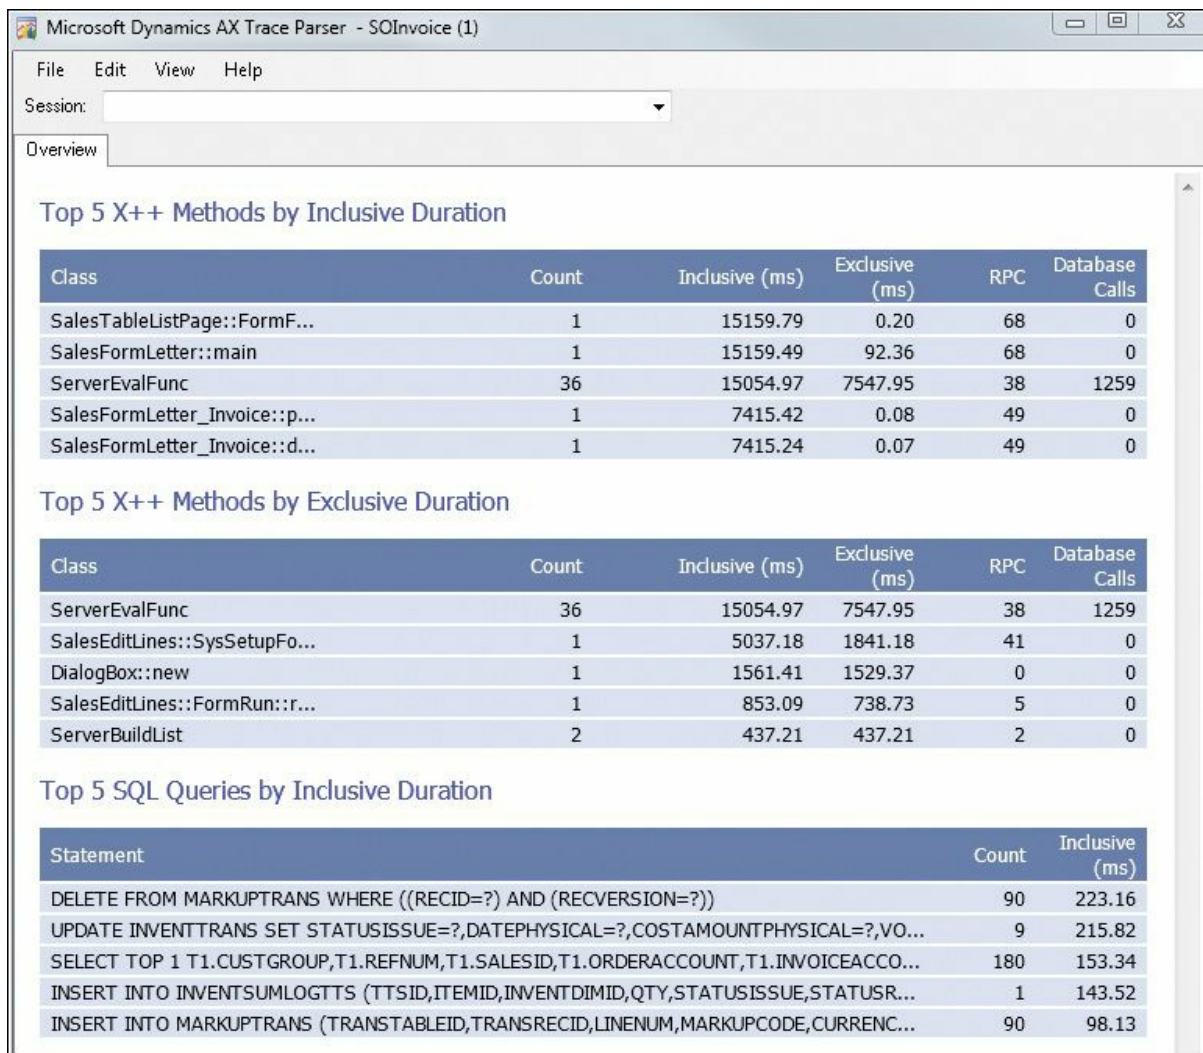 Microsoft Dynamics AX Trace Parser - SOInvoice (1)
File Edit View Help
Session:
Overview
Top 5 X++ Methods by Inclusive Duration
Class Count Inclusive (ms) Exclusive (ms) RPC Database Calls
SalesTableListPage::FormF... 1 15159.79 0.20 68 0
SalesFormLetter::main 1 15159.49 92.36 68 0
ServerEvalFunc 36 15054.97 7547.95 38 1259
SalesFormLetter_Invoice::p... 1 7415.42 0.08 49 0
SalesFormLetter_Invoice::d... 1 7415.24 0.07 49 0
Top 5 X++ Methods by Exclusive Duration
Class Count Inclusive (ms) Exclusive (ms) RPC Database Calls
ServerEvalFunc 36 15054.97 7547.95 38 1259
SalesEditLines::SysSetupFo... 1 5037.18 1841.18 41 0
DialogBox::new 1 1561.41 1529.37 0 0
SalesEditLines::FormRun::r... 1 853.09 738.73 5 0
ServerBuildList 2 437.21 437.21 2 0
Top 5 SQL Queries by Inclusive Duration
Statement Count Inclusive (ms)
DELETE FROM MARKUPTRANS WHERE ((RECID=?) AND (RECVERSION=?)) 90 223.16
UPDATE INVENTTRANS SET STATUSISSUE=?,DATEPHYSICAL=?,COSTAMOUNTPHYSICAL=?,VO... 9 215.82
SELECT TOP 1 T1.CUSTGROUP,T1.REFNUM,T1.SALESID,T1.ORDERACCOUNT,T1.INVOICEACCO... 180 153.34
INSERT INTO INVENTSUMLOGTTS (TTSID,ITEMID,INVENTDIMID,QTY,STATUSISSUE,STATUSR... 1 143.52
INSERT INTO MARKUPTRANS (TRANSTABLEID,TRANSRECID,LINENUM,MARKUPCODE,CURRENC... 90 98.13